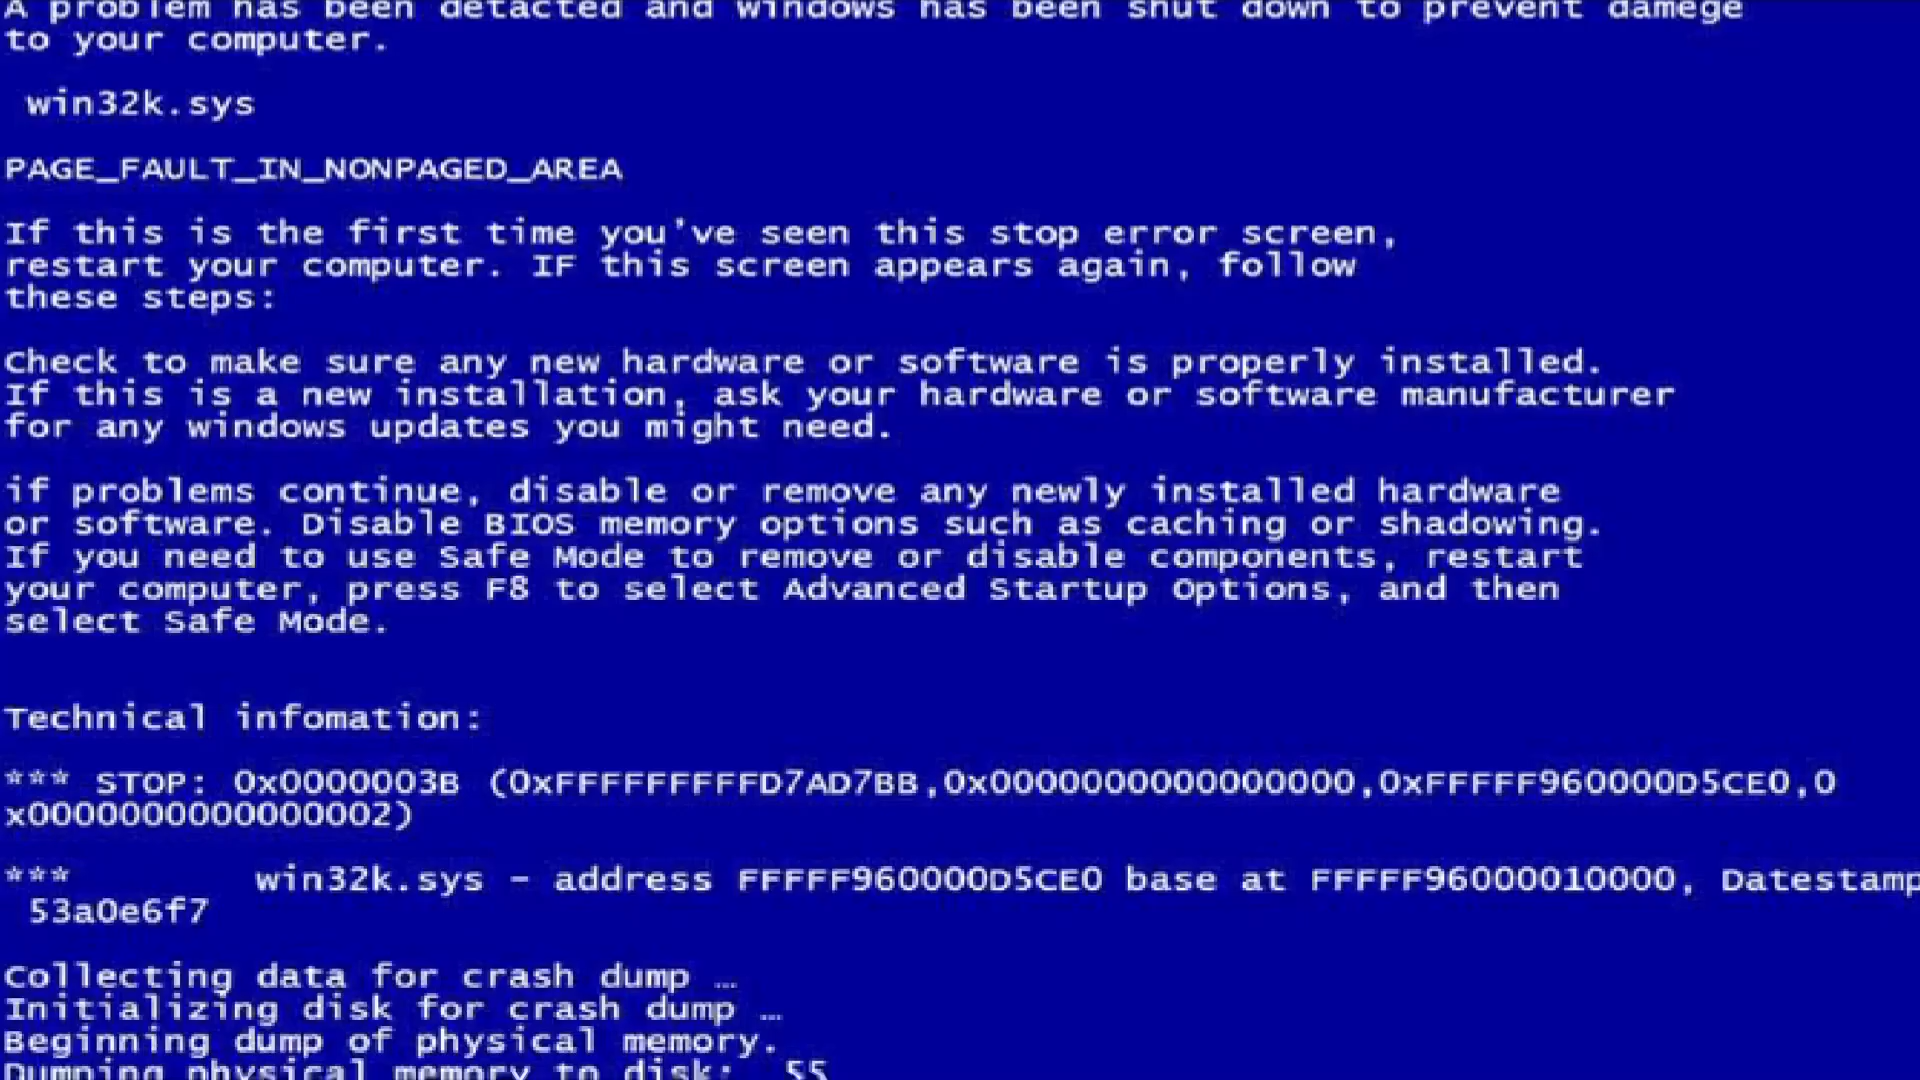 A problem has been detacted and windows has been shut down to prevent damege
to your computer.
win32k.sys
PAGE_FAULT_IN_NONPAGED_AREA
If this is the first time you've seen this stop error screen,
restart your computer. IF this screen appears again, follow
these steps:
Check to make sure any new hardware or software is properly installed.
If this is a new installation, ask your hardware or software manufacturer
for any windows updates you might need.
if problems continue, disable or remove any newly installed hardware
or software. Disable BIOS memory options such as caching or shadowing.
If you need to use Safe Mode to remove or disable components, restart
your computer, press F8 to select Advanced Startup Options, and then
select Safe Mode.
Technical infomation:
*** STOP: 0x0000003B (0xFFFFFFFFFD7AD7BB,0x0000000000000000,0xFFFFF960000D5CE0,0
x0000000000000002)
*** win32k.sys - address FFFFF960000D5CE0 base at FFFFF96000010000, Datestamp
53a0e6f7
Collecting data for crash dump …
Initializing disk for crash dump …
Beginning dump of physical memory.
Dumping physical memory to disk: 55